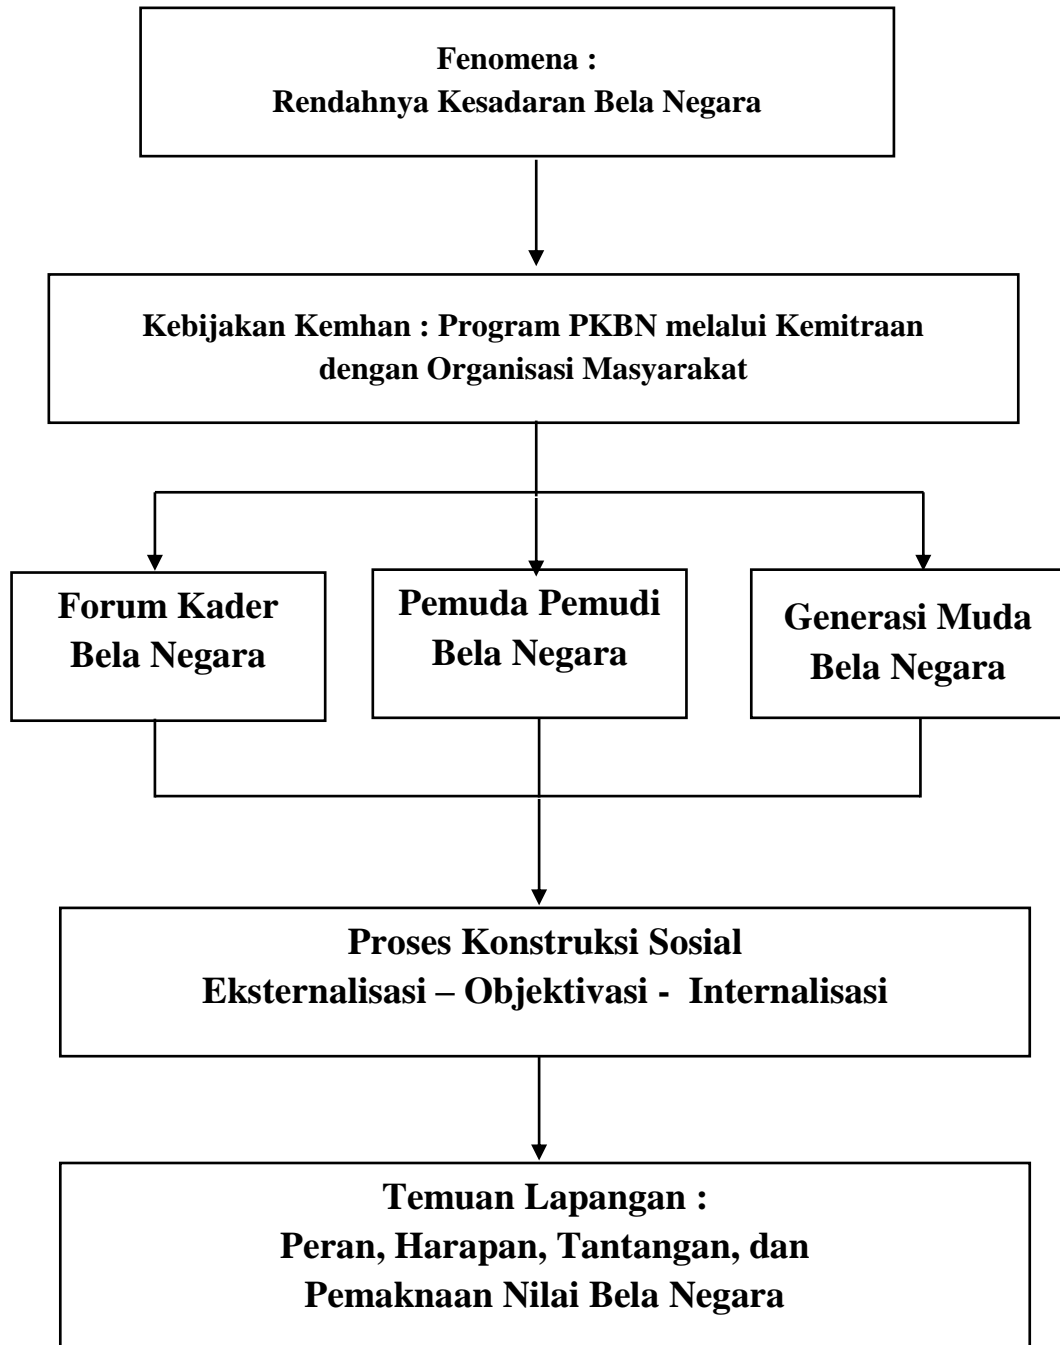 Fenomena :
Rendahnya Kesadaran Bela Negara
Kebijakan Kemhan : Program PKBN melalui Kemitraan
dengan Organisasi Masyarakat
Forum Kader
Bela Negara
Pemuda Pemudi
Bela Negara
Generasi Muda
Bela Negara
Proses Konstruksi Sosial
Eksternalisasi – Objektivasi - Internalisasi
Temuan Lapangan :
Peran, Harapan, Tantangan, dan
Pemaknaan Nilai Bela Negara